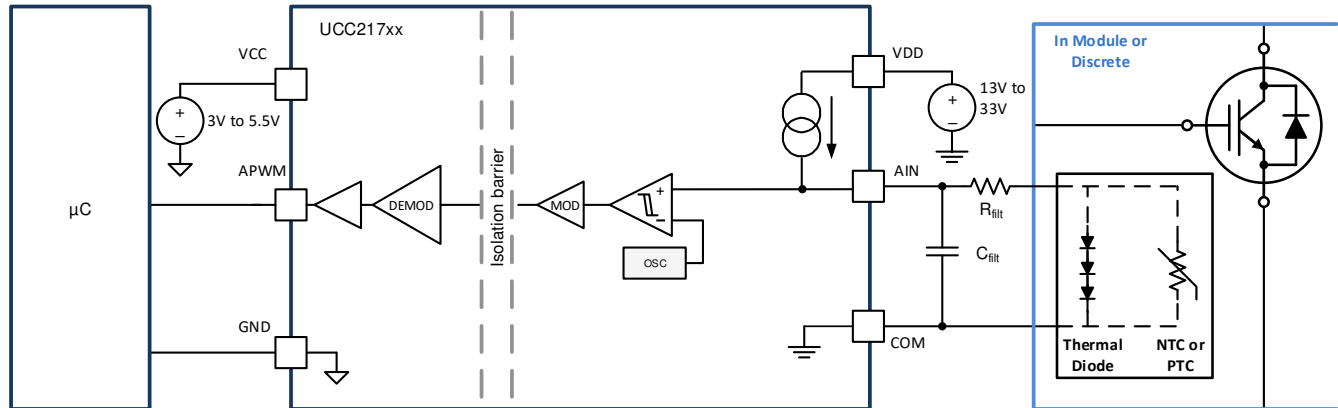 UCC217xx
In Module or
Discrete
VCC
VDD
3V to 5.5V
13V to
33V
APWM
AIN
µC
DEMOD
Isolation barrier
MOD
+
−
OSC
Rfilt
Cfilt
GND
COM
Thermal
Diode
NTC or
PTC